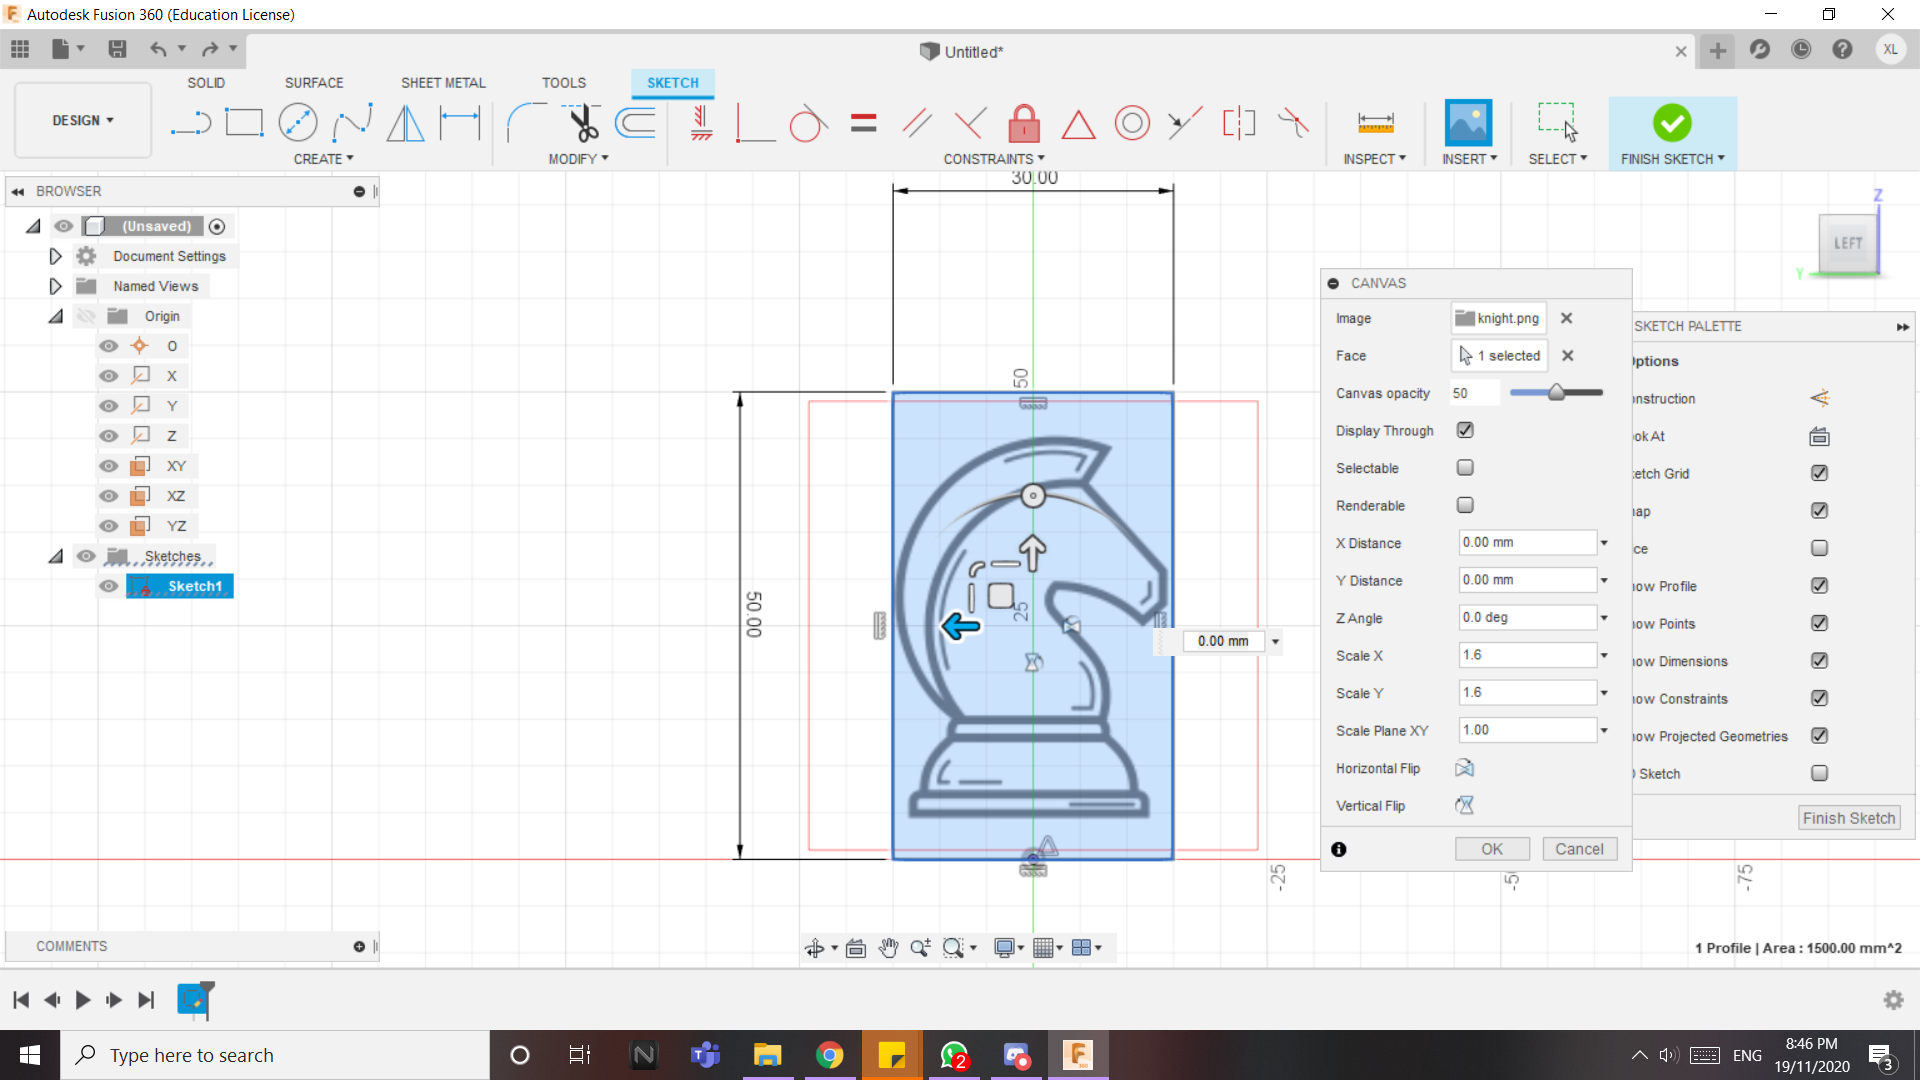 Autodesk Fusion 360 (Education License)
Untitled*
XL
SOLID
SURFACE
SHEET METAL
TOOLS
SKETCH
DESIGN
CREATE
MODIFY
CONSTRAINTS
INSPECT
INSERT
SELECT
FINISH SKETCH
BROWSER
(Unsaved)
Document Settings
Named Views
Origin
O
X
Y
Z
XY
XZ
YZ
Sketches
Sketch1
30.00
50
50.00
25
0.00 mm
-25
-50
-75
Z
LEFT
Y
CANVAS
Image
knight.png
Face
1 selected
Canvas opacity
50
Display Through
Selectable
Renderable
X Distance
0.00 mm
Y Distance
0.00 mm
Z Angle
0.0 deg
Scale X
1.6
Scale Y
1.6
Scale Plane XY
1.00
Horizontal Flip
Vertical Flip
OK
Cancel
SKETCH PALETTE
ptions
onstruction
ok At
etch Grid
ap
ce
ow Profile
ow Points
ow Dimensions
ow Constraints
ow Projected Geometries
Sketch
Finish Sketch
COMMENTS
1 Profile | Area : 1500.00 mm^2
Type here to search
2
360
ENG
8:46 PM
19/11/2020
3